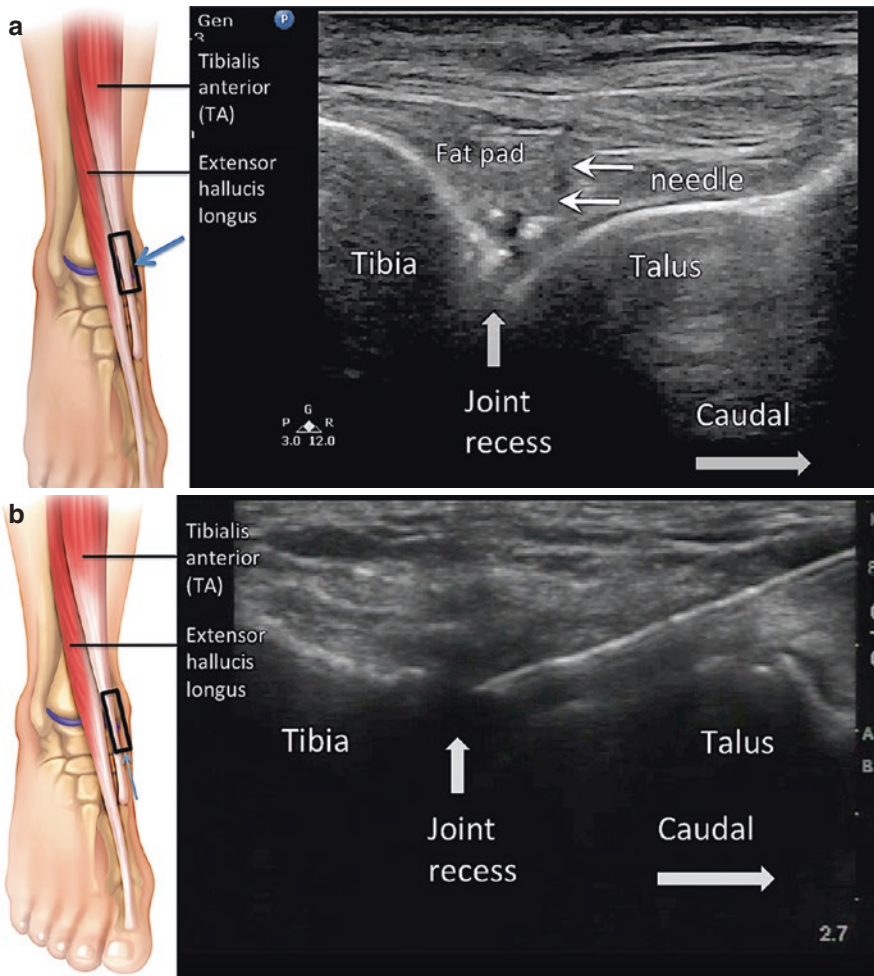 a
Gen
P
3
Tibialis
anterior
(TA)
Extensor
hallucis
longus
Fat pad
needle
Tibia
Talus
Joint
recess
Caudal
G
P R
3.0 12.0
b
Tibialis
anterior
(TA)
Extensor
hallucis
longus
Tibia
Talus
Joint
recess
Caudal
A
B
2.7